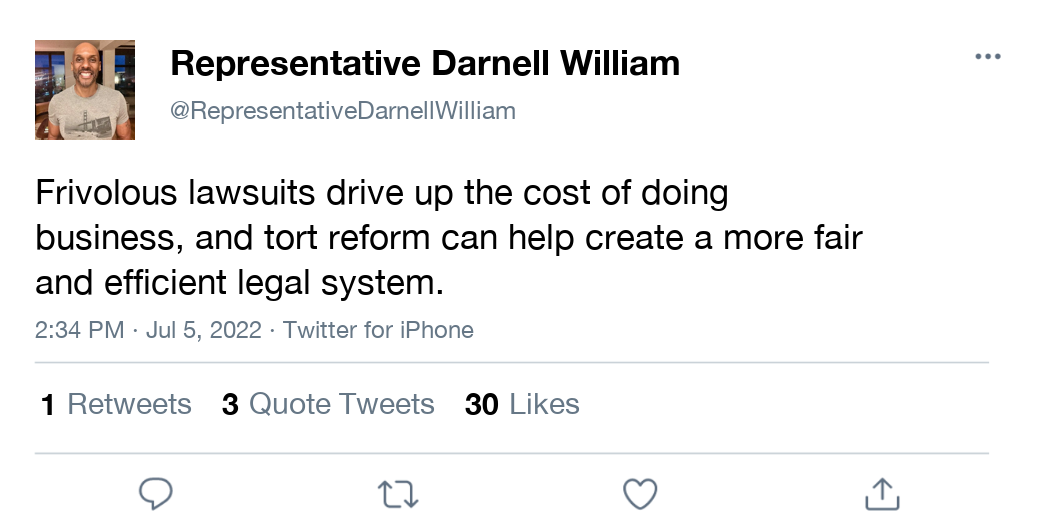 Representative Darnell William
@RepresentativeDarnellWilliam
Frivolous lawsuits drive up the cost of doing
business, and tort reform can help create a more fair
and efficient legal system.
2:34 PM · Jul 5, 2022 · Twitter for iPhone
1 Retweets 3 Quote Tweets 30 Likes